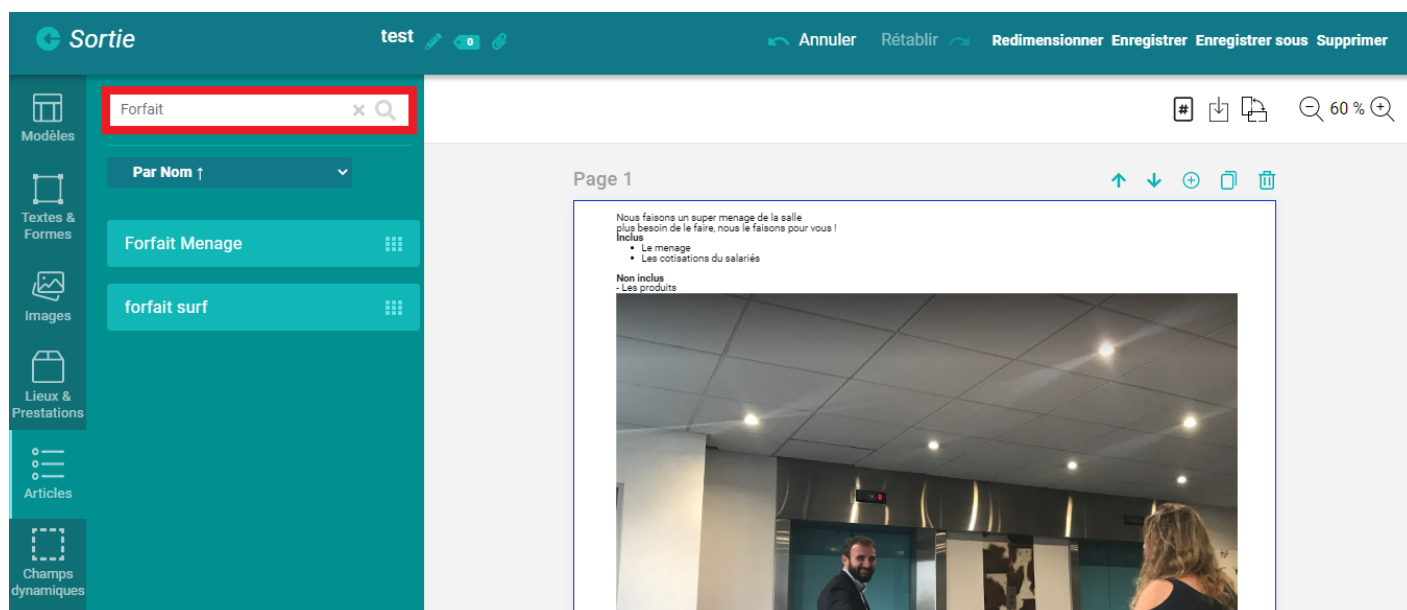 Sortie
test
0
Annuler
Rétablir
Redimensionner Enregistrer Enregistrer sous Supprimer
Modèles
Textes &
Formes
Images
Lieux &
Prestations
Articles
Champs
dynamiques
Forfait
Par Nom ↑
Forfait Menage
forfait surf
#
60 %
Page 1
Nous faisons un super menage de la salle
plus besoin de le faire, nous le faisons pour vous !
Inclus
• Le menage
• Les cotisations du salariés
Non inclus
- Les produits